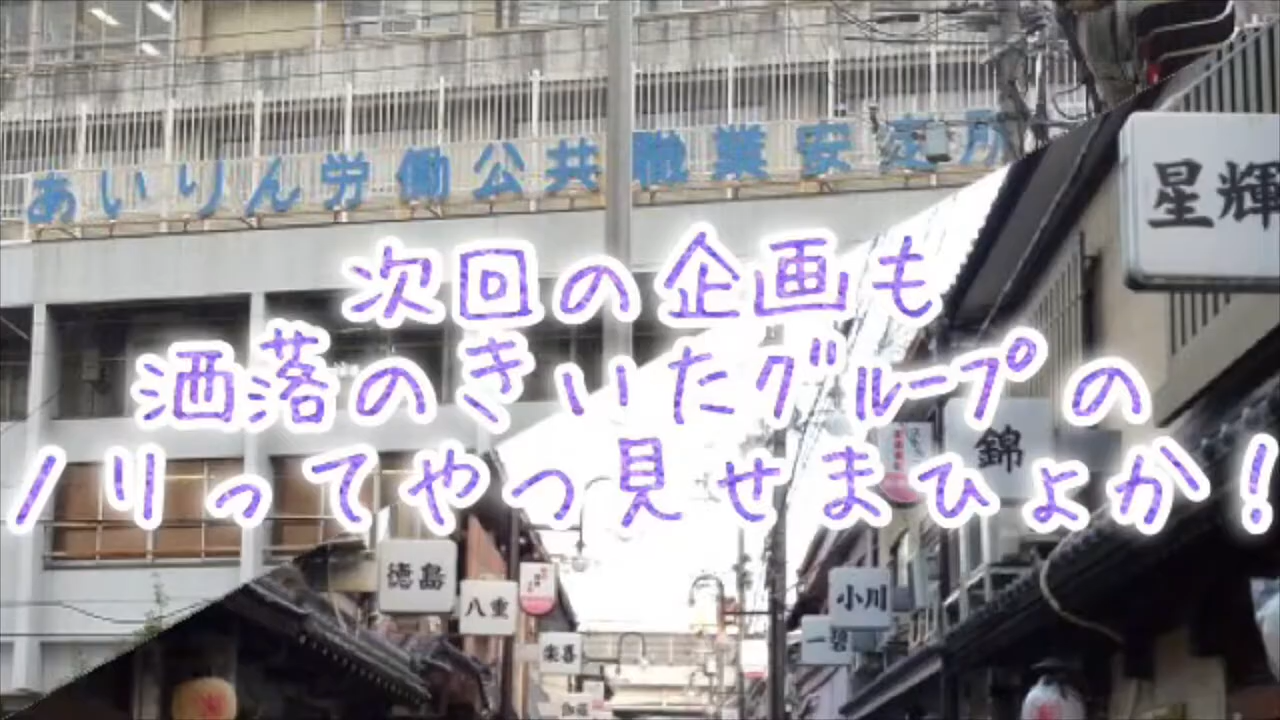 あいりん労働公共職業安定所
星輝
次回の企画も
洒落のきいたグループの
ノリってやつ見せまひょか!
錦
徳島
八重
小川
一碧
楽喜